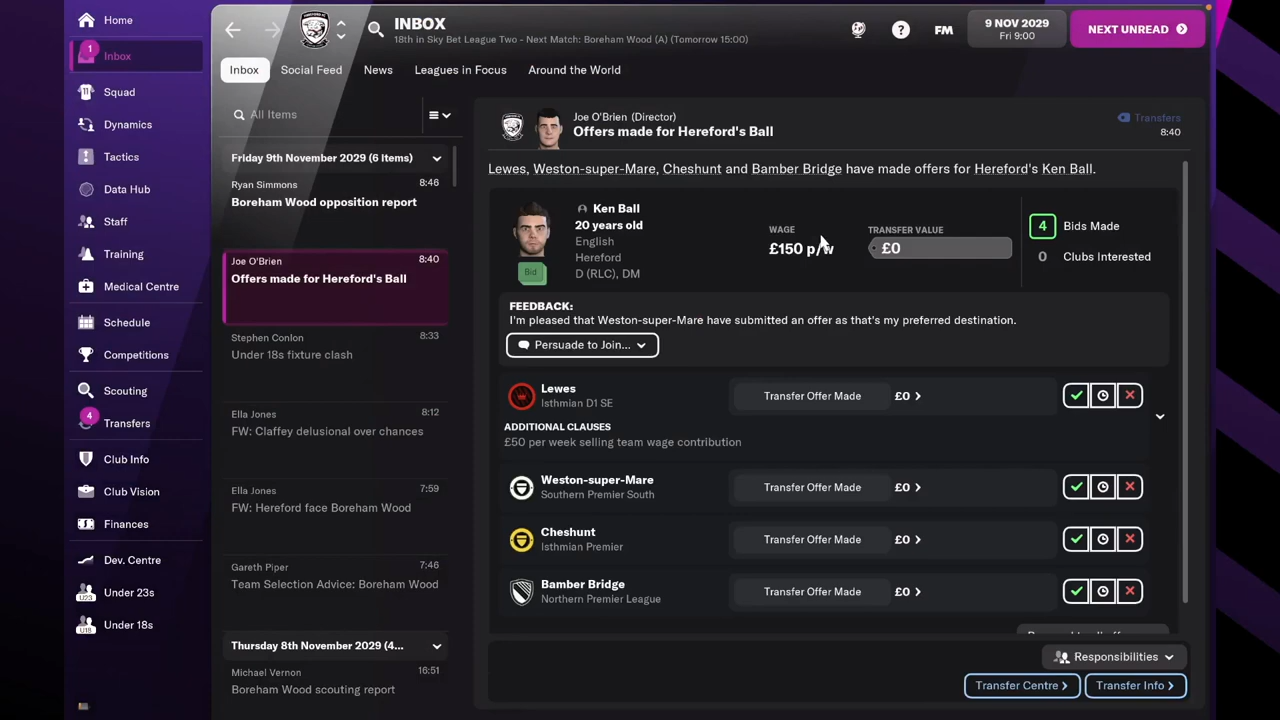 Home
1
Inbox
Squad
Dynamics
Tactics
Data Hub
Staff
Training
Medical Centre
Schedule
Competitions
Scouting
4
Transfers
Club Info
Club Vision
Finances
Dev. Centre
U23
Under 23s
U18
Under 18s
INBOX
18th in Sky Bet League Two - Next Match: Boreham Wood (A) (Tomorrow 15:00)
?
FM
9 NOV 2029
Fri 9:00
NEXT UNREAD
Inbox
Social Feed
News
Leagues in Focus
Around the World
All Items
Friday 9th November 2029 (6 Items)
Ryan Simmons
8:46
Boreham Wood opposition report
Joe O'Brien
8:40
Offers made for Hereford's Ball
Stephen Conlon
8:33
Under 18s fixture clash
Ella Jones
8:12
FW: Claffey delusional over chances
Ella Jones
7:59
FW: Hereford face Boreham Wood
Gareth Piper
7:46
Team Selection Advice: Boreham Wood
Thursday 8th November 2029 (4...
Michael Vernon
16:51
Boreham Wood scouting report
Joe O'Brien (Director)
Offers made for Hereford's Ball
Transfers
8:40
Lewes, Weston-super-Mare, Cheshunt and Bamber Bridge have made offers for Hereford's Ken Ball.
Ken Ball
20 years old
English
Hereford
D (RLC), DM
Bid
WAGE
£150 p/w
TRANSFER VALUE
£0
4
Bids Made
0
Clubs Interested
FEEDBACK:
I'm pleased that Weston-super-Mare have submitted an offer as that's my preferred destination.
Persuade to Join...
Lewes
Isthmian D1 SE
Transfer Offer Made
£0
ADDITIONAL CLAUSES
£50 per week selling team wage contribution
Weston-super-Mare
Southern Premier South
Transfer Offer Made
£0
Cheshunt
Isthmian Premier
Transfer Offer Made
£0
Bamber Bridge
Northern Premier League
Transfer Offer Made
£0
Responsibilities
Transfer Centre
Transfer Info